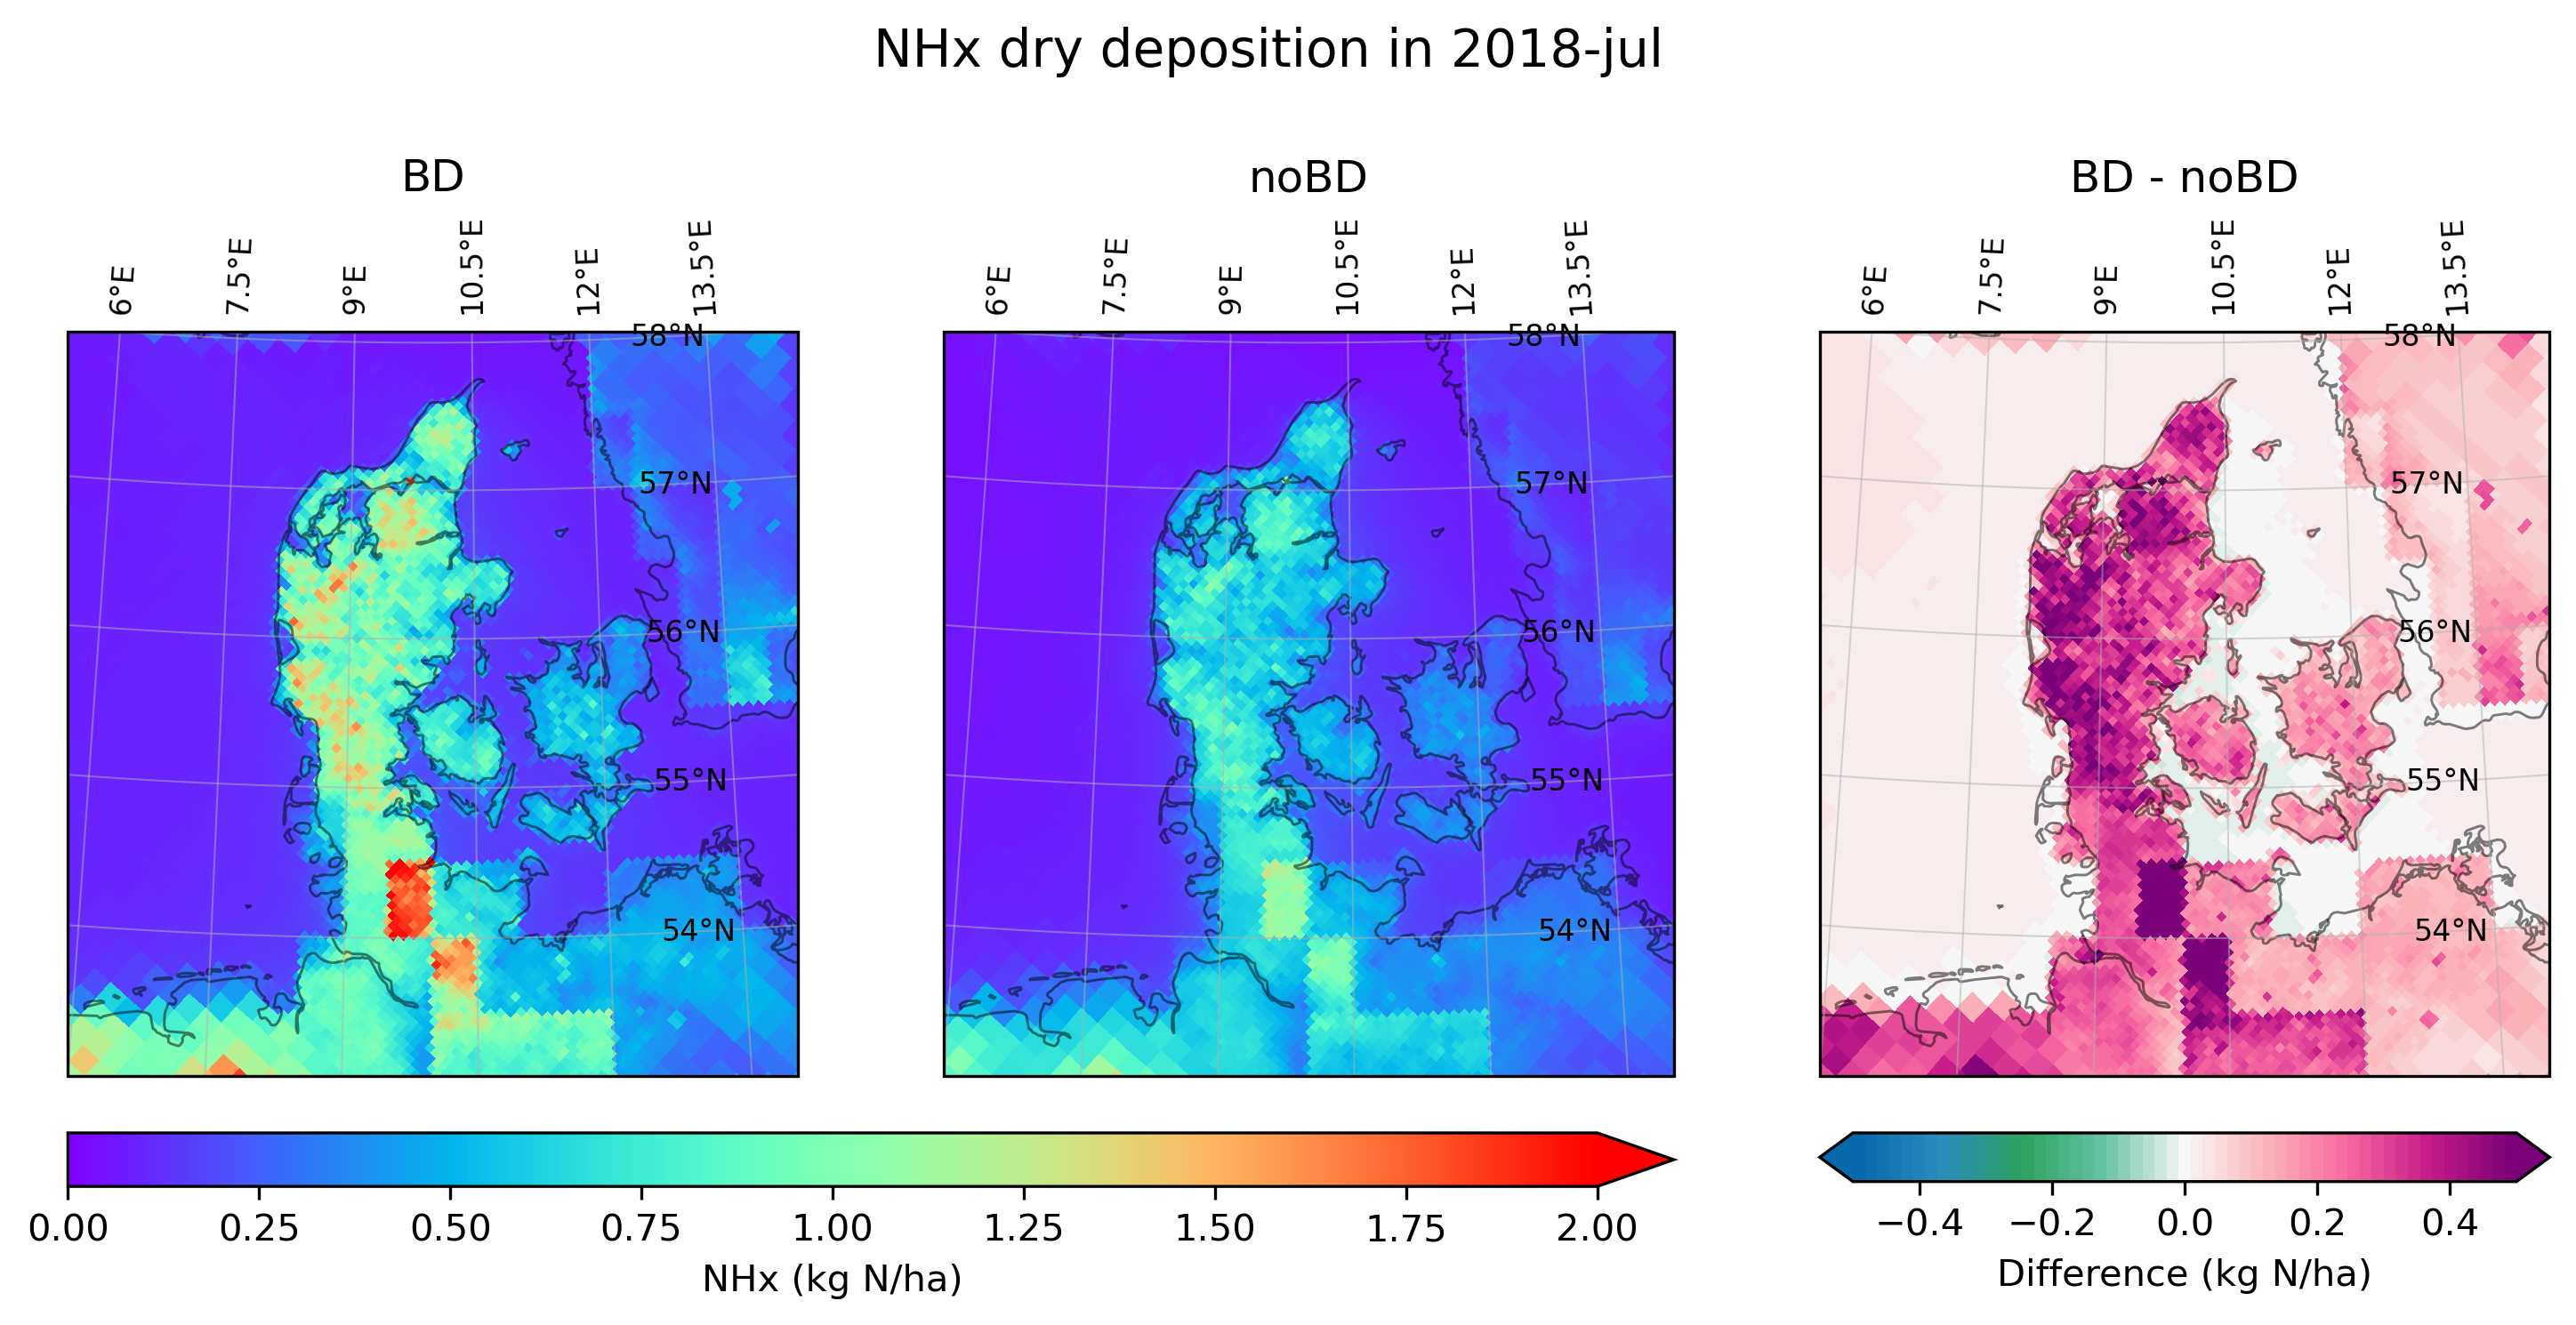 NHx dry deposition in 2018-jul
BD
noBD
BD - noBD
6°E 7.5°E 9°E 10.5°E 12°E 13.5°E
6°E 7.5°E 9°E 10.5°E 12°E 13.5°E
6°E 7.5°E 9°E 10.5°E 12°E 13.5°E
58°N 58°N 58°N
57°N 57°N 57°N
56°N 56°N 56°N
55°N 55°N 55°N
54°N 54°N 54°N
0.00 0.25 0.50 0.75 1.00 1.25 1.50 1.75 2.00
NHx (kg N/ha)
−0.4 −0.2 0.0 0.2 0.4
Difference (kg N/ha)